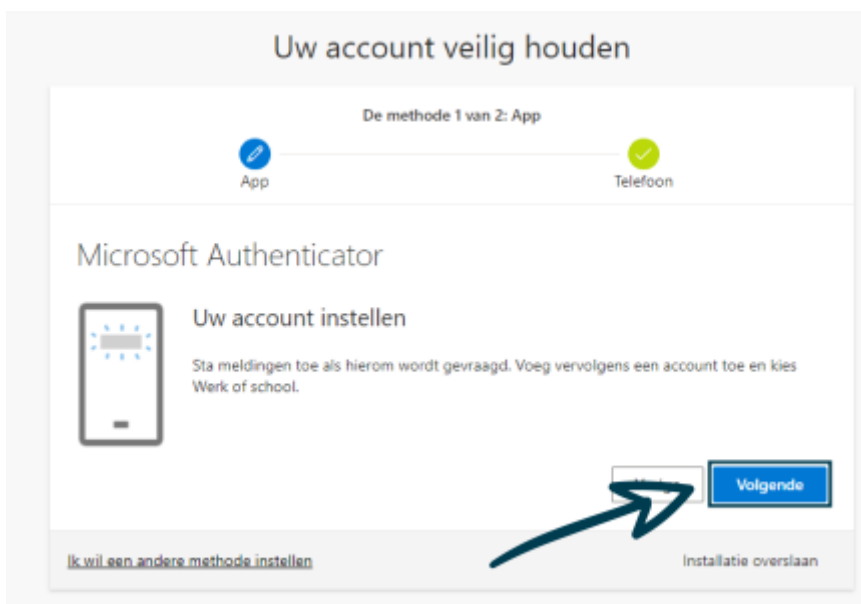 Uw account veilig houden
De methode 1 van 2: App
App
Telefoon
Microsoft Authenticator
Uw account instellen
Sta meldingen toe als hierom wordt gevraagd. Voeg vervolgens een account toe en kies
Werk of school.
Volgende
Ik wil een andere methode instellen
Installatie overslaan